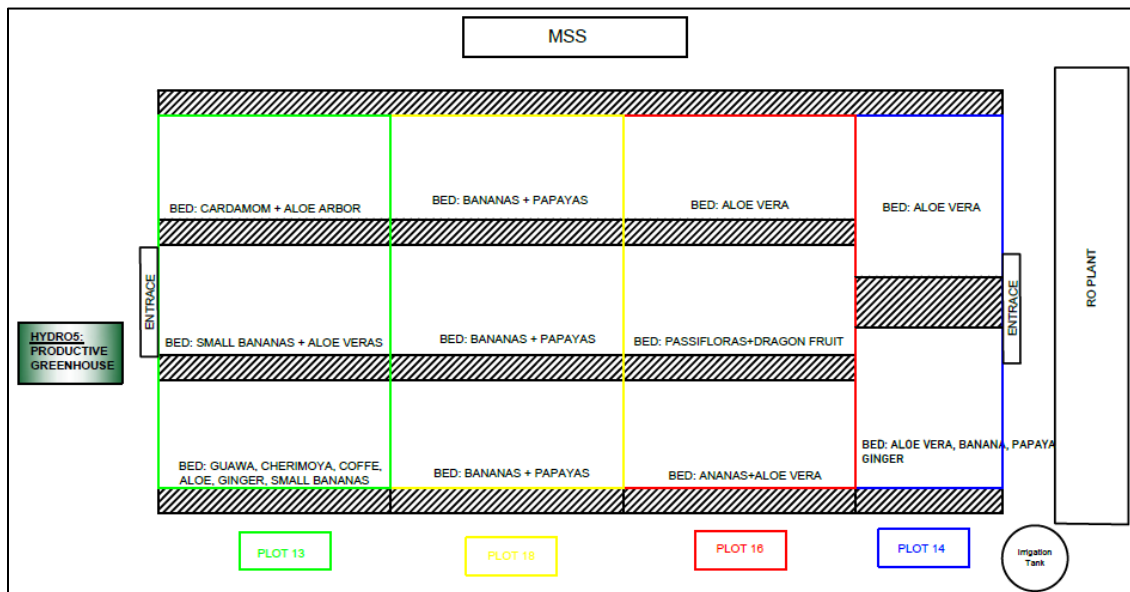 MSS
BED: CARDAMOM + ALOE ARBOR
BED: BANANAS + PAPAYAS
BED: ALOE VERA
BED: ALOE VERA
ENTRACE
HYDRO5:
PRODUCTIVE
GREENHOUSE
BED: SMALL BANANAS + ALOE VERAS
BED: BANANAS + PAPAYAS
BED: PASSIFLORAS+DRAGON FRUIT
ENTRACE
RO PLANT
BED: GUAWA, CHERIMOYA, COFFE,
ALOE, GINGER, SMALL BANANAS
BED: BANANAS + PAPAYAS
BED: ANANAS+ALOE VERA
BED: ALOE VERA, BANANA, PAPAYA
GINGER
PLOT 13
PLOT 18
PLOT 16
PLOT 14
Irrigation
Tank